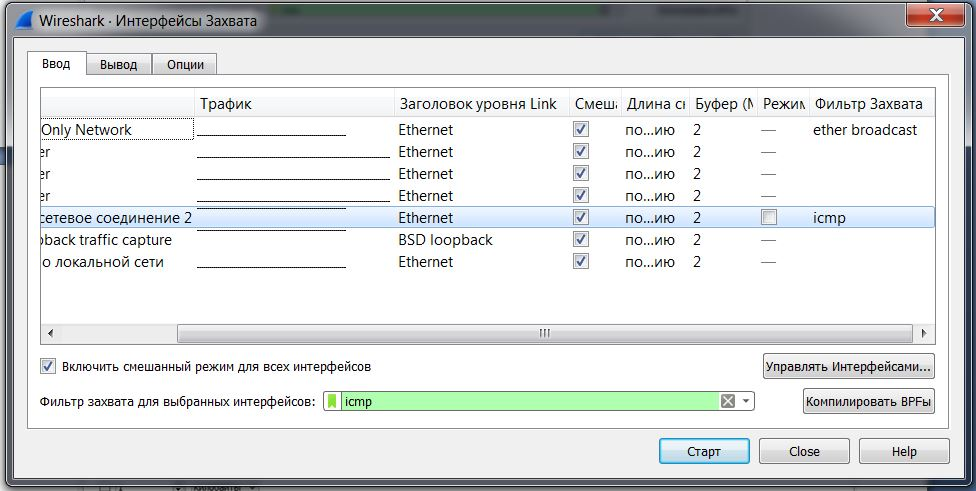 Wireshark · Интерфейсы Захвата
Ввод Вывод Опции
Трафик Заголовок уровня Link Смеша Длина сн Буфер (М Режим Фильтр Захвата
Only Network Ethernet по...ию 2 — ether broadcast
er Ethernet по...ию 2 —
er Ethernet по...ию 2 —
er Ethernet по...ию 2 —
сетевое соединение 2 Ethernet по...ию 2 icmp
back traffic capture BSD loopback по...ию 2 —
о локальной сети Ethernet по...ию 2 —
Включить смешанный режим для всех интерфейсов
Управлять Интерфейсами...
Фильтр захвата для выбранных интерфейсов: icmp
Компилировать BPFы
Старт Close Help